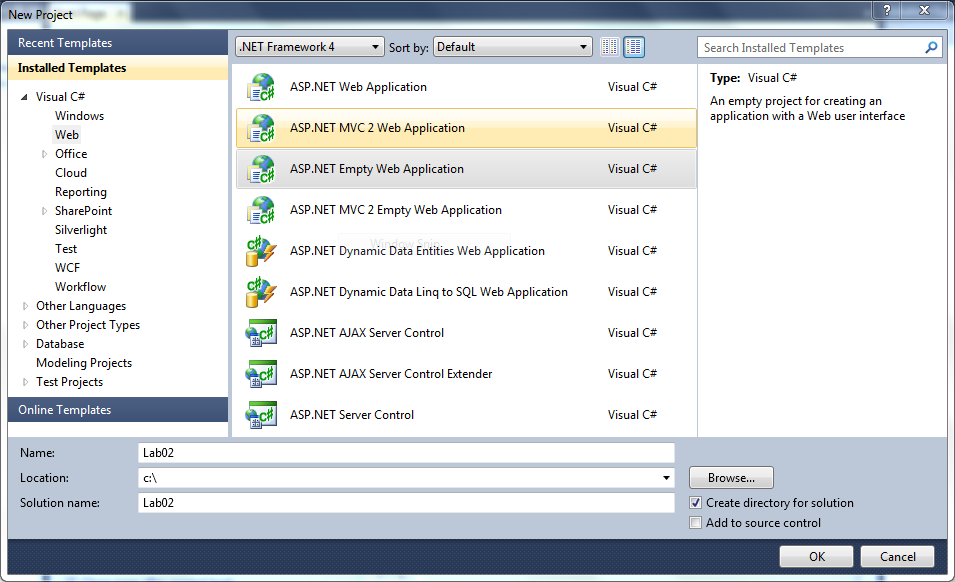 New Project
Recent Templates
Installed Templates
Visual C#
Windows
Web
Office
Cloud
Reporting
SharePoint
Silverlight
Test
WCF
Workflow
Other Languages
Other Project Types
Database
Modeling Projects
Test Projects
Online Templates
.NET Framework 4 Sort by: Default
ASP.NET Web Application Visual C#
ASP.NET MVC 2 Web Application Visual C#
ASP.NET Empty Web Application Visual C#
ASP.NET MVC 2 Empty Web Application Visual C#
ASP.NET Dynamic Data Entities Web Application Visual C#
ASP.NET Dynamic Data Linq to SQL Web Application Visual C#
ASP.NET AJAX Server Control Visual C#
ASP.NET AJAX Server Control Extender Visual C#
ASP.NET Server Control Visual C#
Search Installed Templates
Type: Visual C#
An empty project for creating an
application with a Web user interface
Name: Lab02
Location: c:\ Browse...
Solution name: Lab02
Create directory for solution
Add to source control
OK Cancel